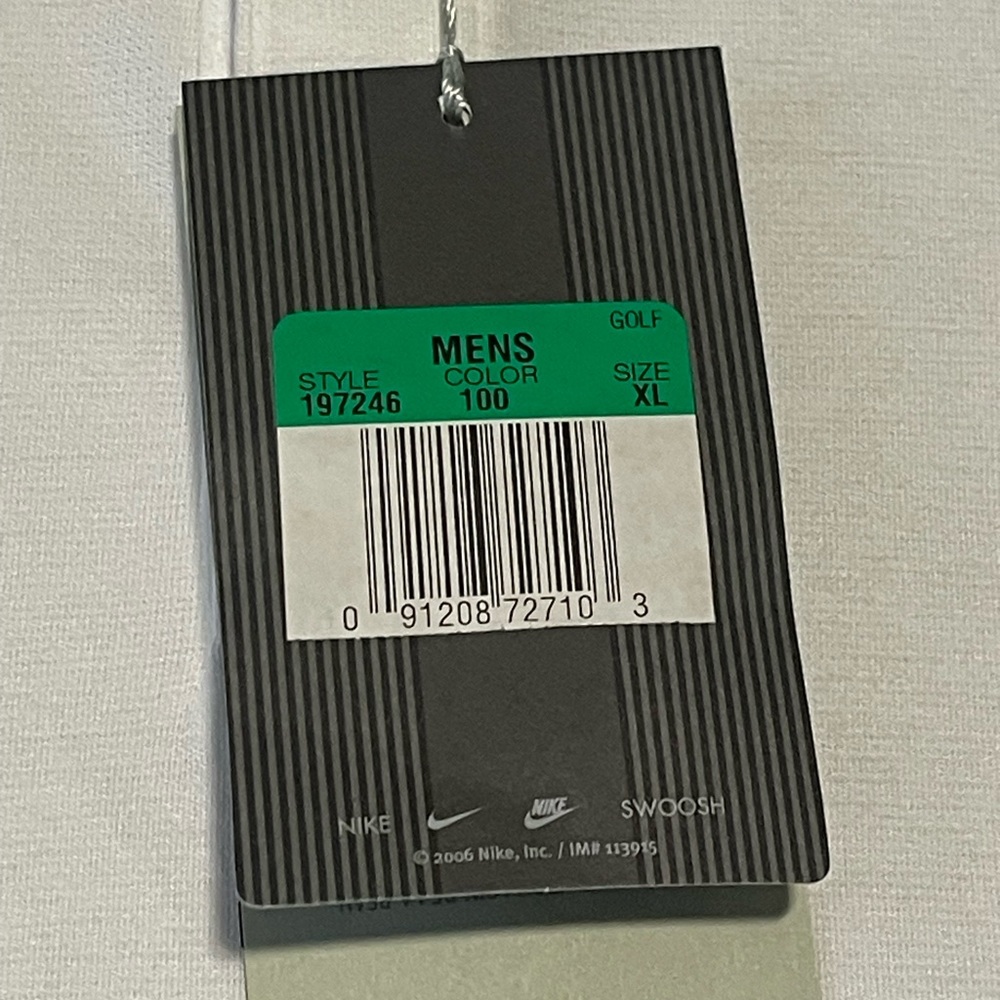 GOLF
MENS
STYLE COLOR SIZE
197246 100 XL
0 91208 72710 3
NIKE NIKE SWOOSH
© 2006 Nike, Inc. / IM# 113915